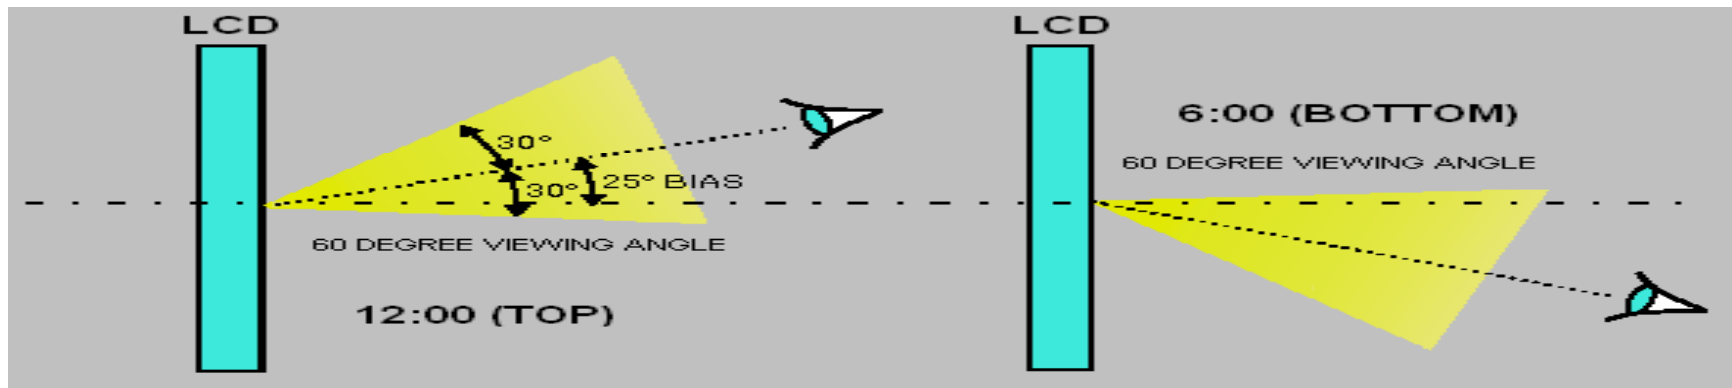 LCD
30°
30°
25° BIAS
60 DEGREE VIEWING ANGLE
12:00 (TOP)
LCD
6:00 (BOTTOM)
60 DEGREE VIEWING ANGLE